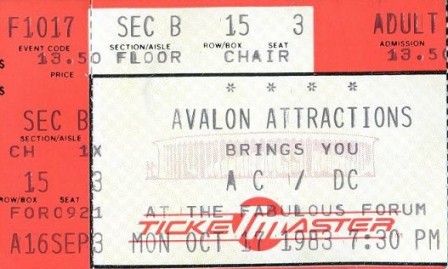 F1017 SEC B 15 3 ADULT
EVENT CODE SECTION/AISLE ROW/BOX SEAT ADMISSION
13.50 FLOOR CHAIR 13.50
PRICE
* * * *
SEC B AVALON ATTRACTIONS
SECTION/AISLE
CH 1X BRINGS YOU
15 3 AC/DC
ROW/BOX SEAT
FORO921 AT THE FABULOUS FORUM
TICKETMASTER
A16SEP3 MON OCT 17 1983 7:30 PM